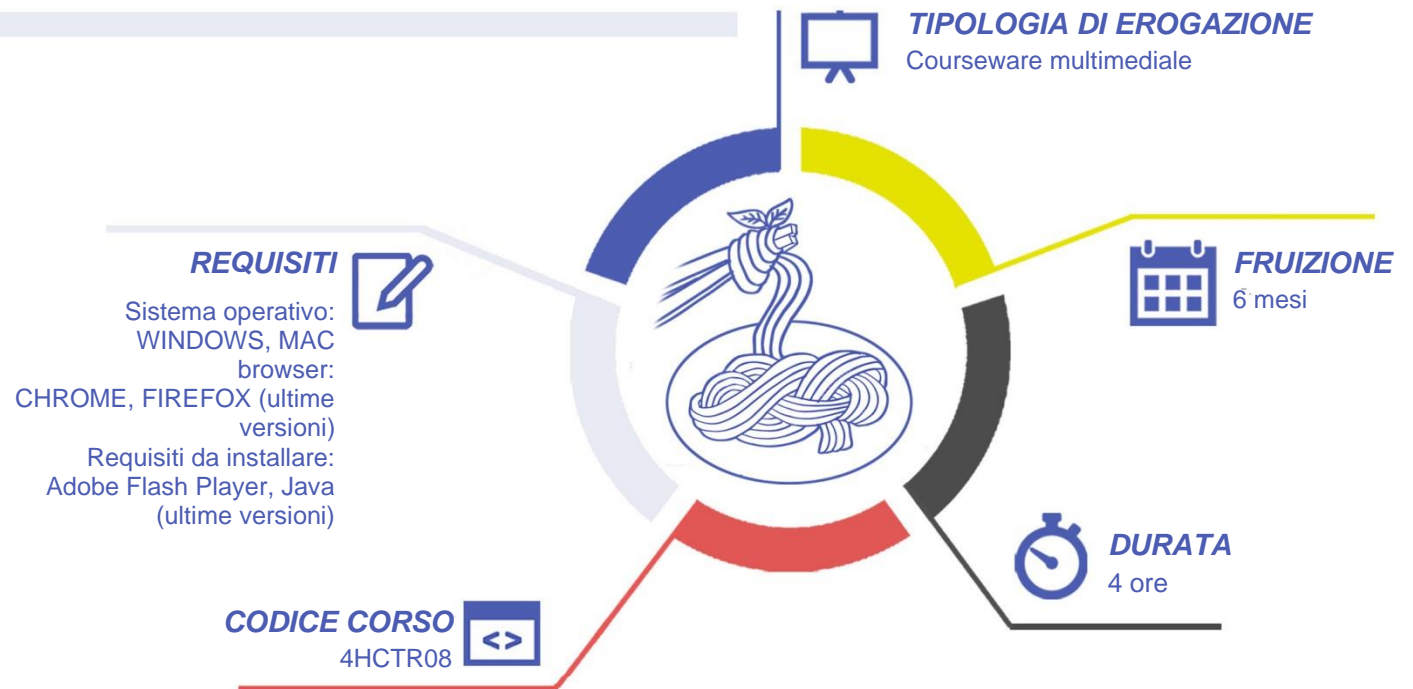 TIPOLOGIA DI EROGAZIONE
Courseware multimediale
REQUISITI
Sistema operativo:
WINDOWS, MAC
browser:
CHROME, FIREFOX (ultime
versioni)
Requisiti da installare:
Adobe Flash Player, Java
(ultime versioni)
FRUIZIONE
6 mesi
DURATA
4 ore
CODICE CORSO
<>
4HCTR08